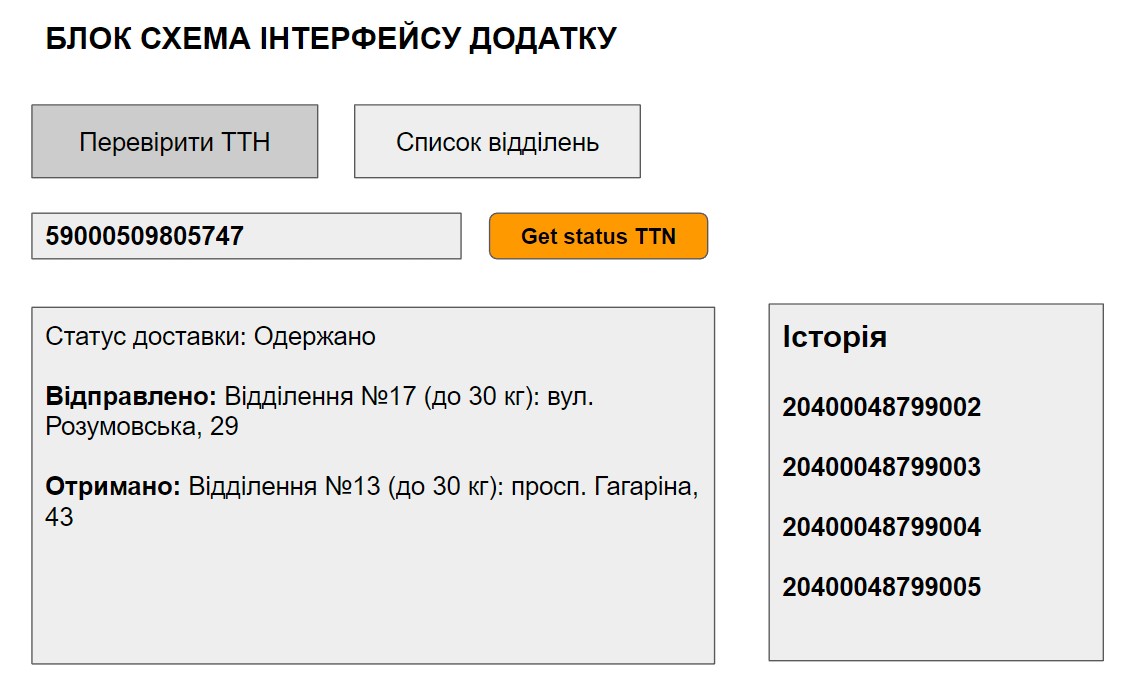 БЛОК СХЕМА ІНТЕРФЕЙСУ ДОДАТКУ
Перевірити ТТН
Список відділень
59000509805747
Get status TTN
Статус доставки: Одержано
Відправлено: Відділення №17 (до 30 кг): вул.
Розумовська, 29
Отримано: Відділення №13 (до 30 кг): просп. Гагаріна,
43
Історія
20400048799002
20400048799003
20400048799004
20400048799005